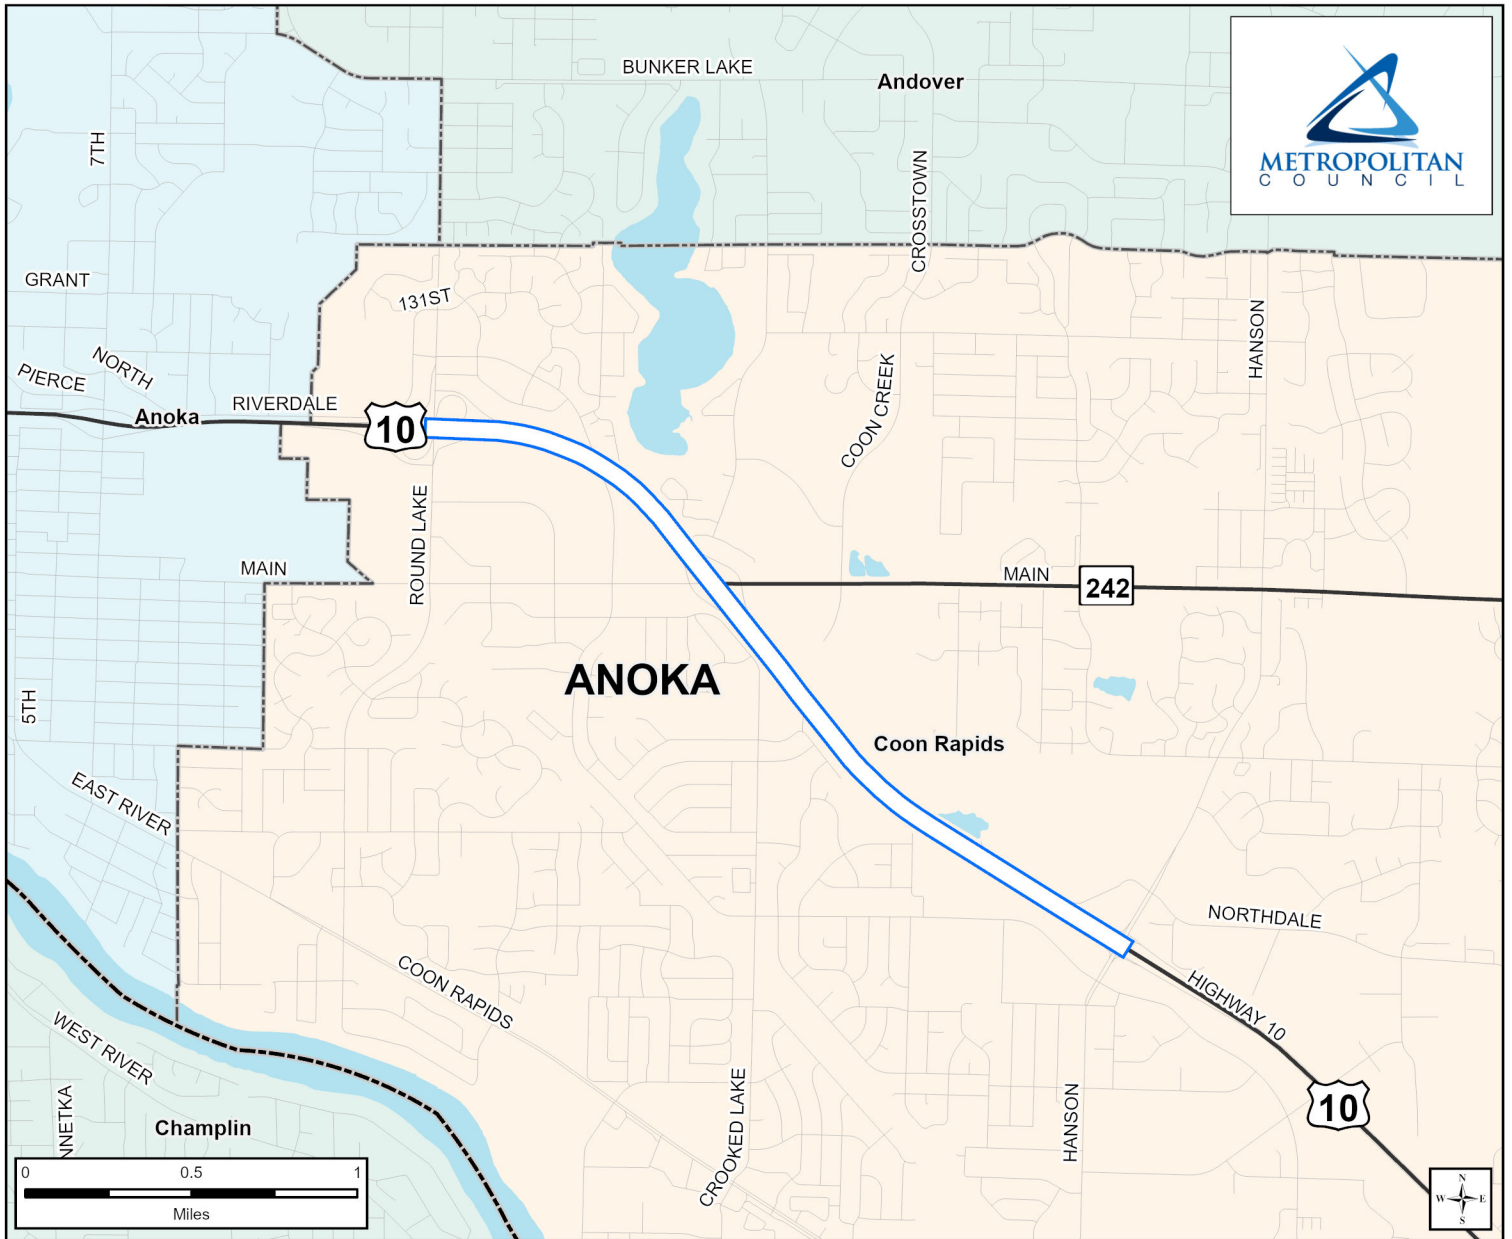 BUNKER LAKE
Andover
METROPOLITAN
COUNCIL
7TH
CROSSTOWN
GRANT
131ST
HANSON
NORTH
PIERCE
RIVERDALE
Anoka
10
COON CREEK
ROUND LAKE
MAIN
MAIN
242
ANOKA
5TH
Coon Rapids
EAST RIVER
NORTHDALE
COON RAPIDS
HIGHWAY 10
WEST RIVER
NNETKA
Champlin
CROOKED LAKE
HANSON
10
0 0.5 1
Miles
N
W E
S